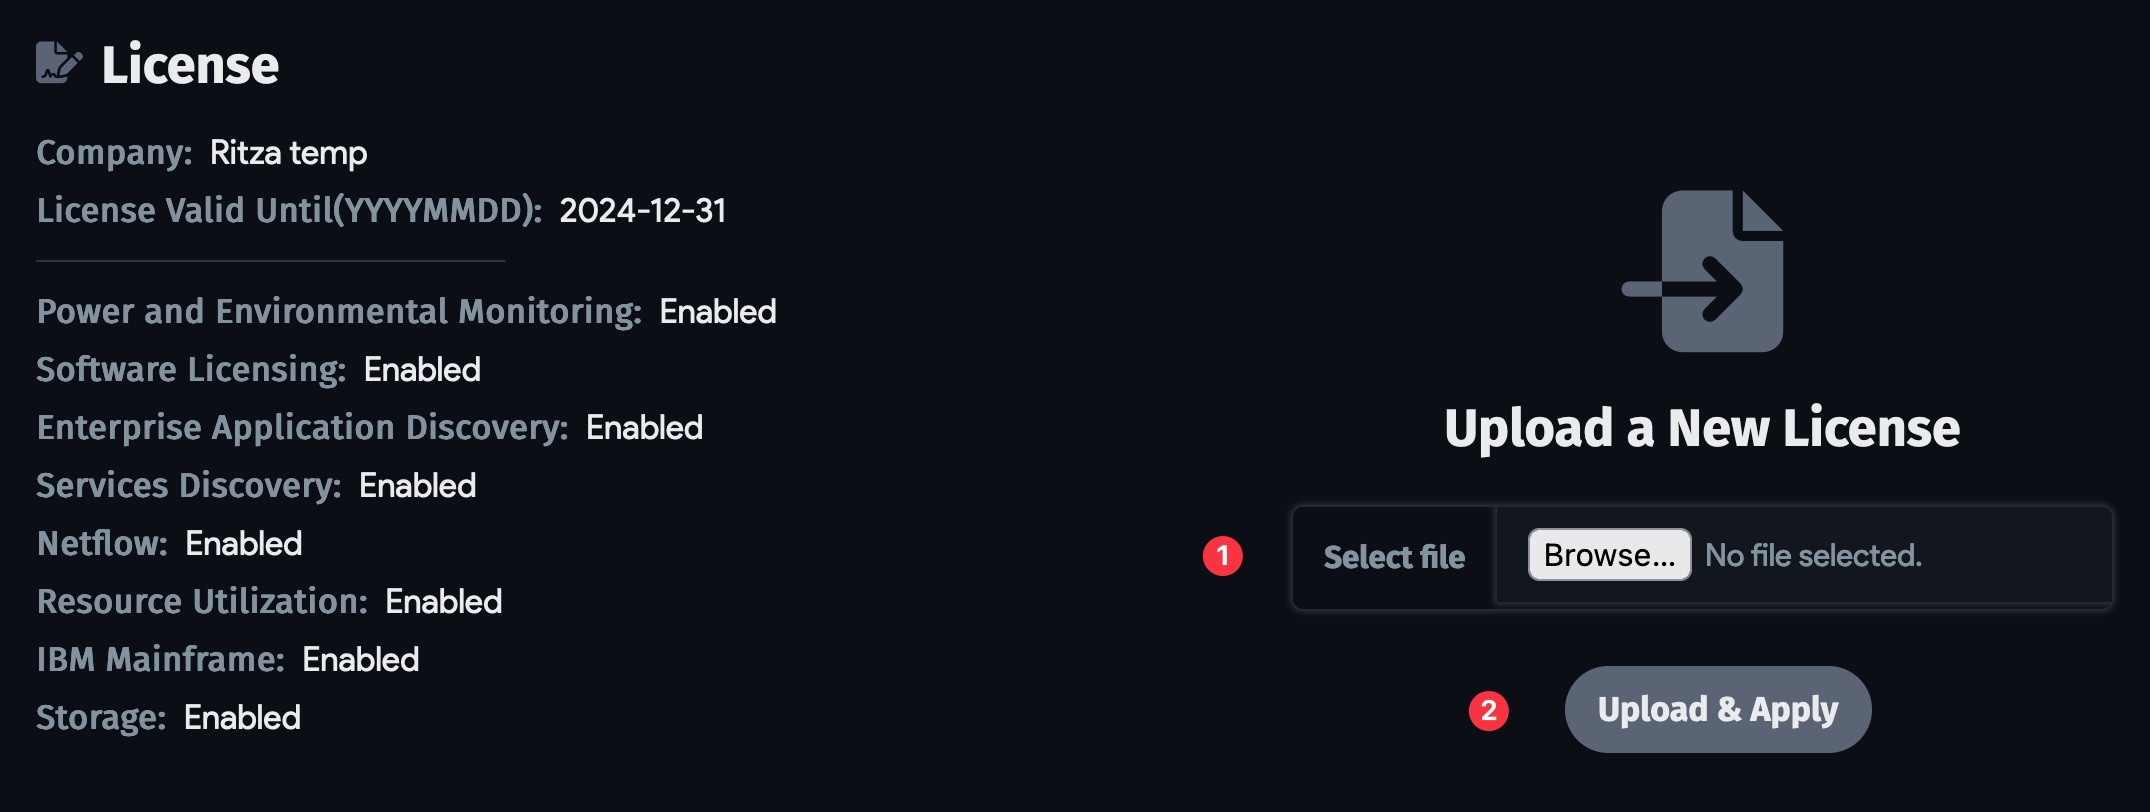 License
Company: Ritza temp
License Valid Until(YYYYMMDD): 2024-12-31
Power and Environmental Monitoring: Enabled
Software Licensing: Enabled
Enterprise Application Discovery: Enabled
Services Discovery: Enabled
Netflow: Enabled
Resource Utilization: Enabled
IBM Mainframe: Enabled
Storage: Enabled
Upload a New License
1 Select file Browse... No file selected.
2 Upload & Apply